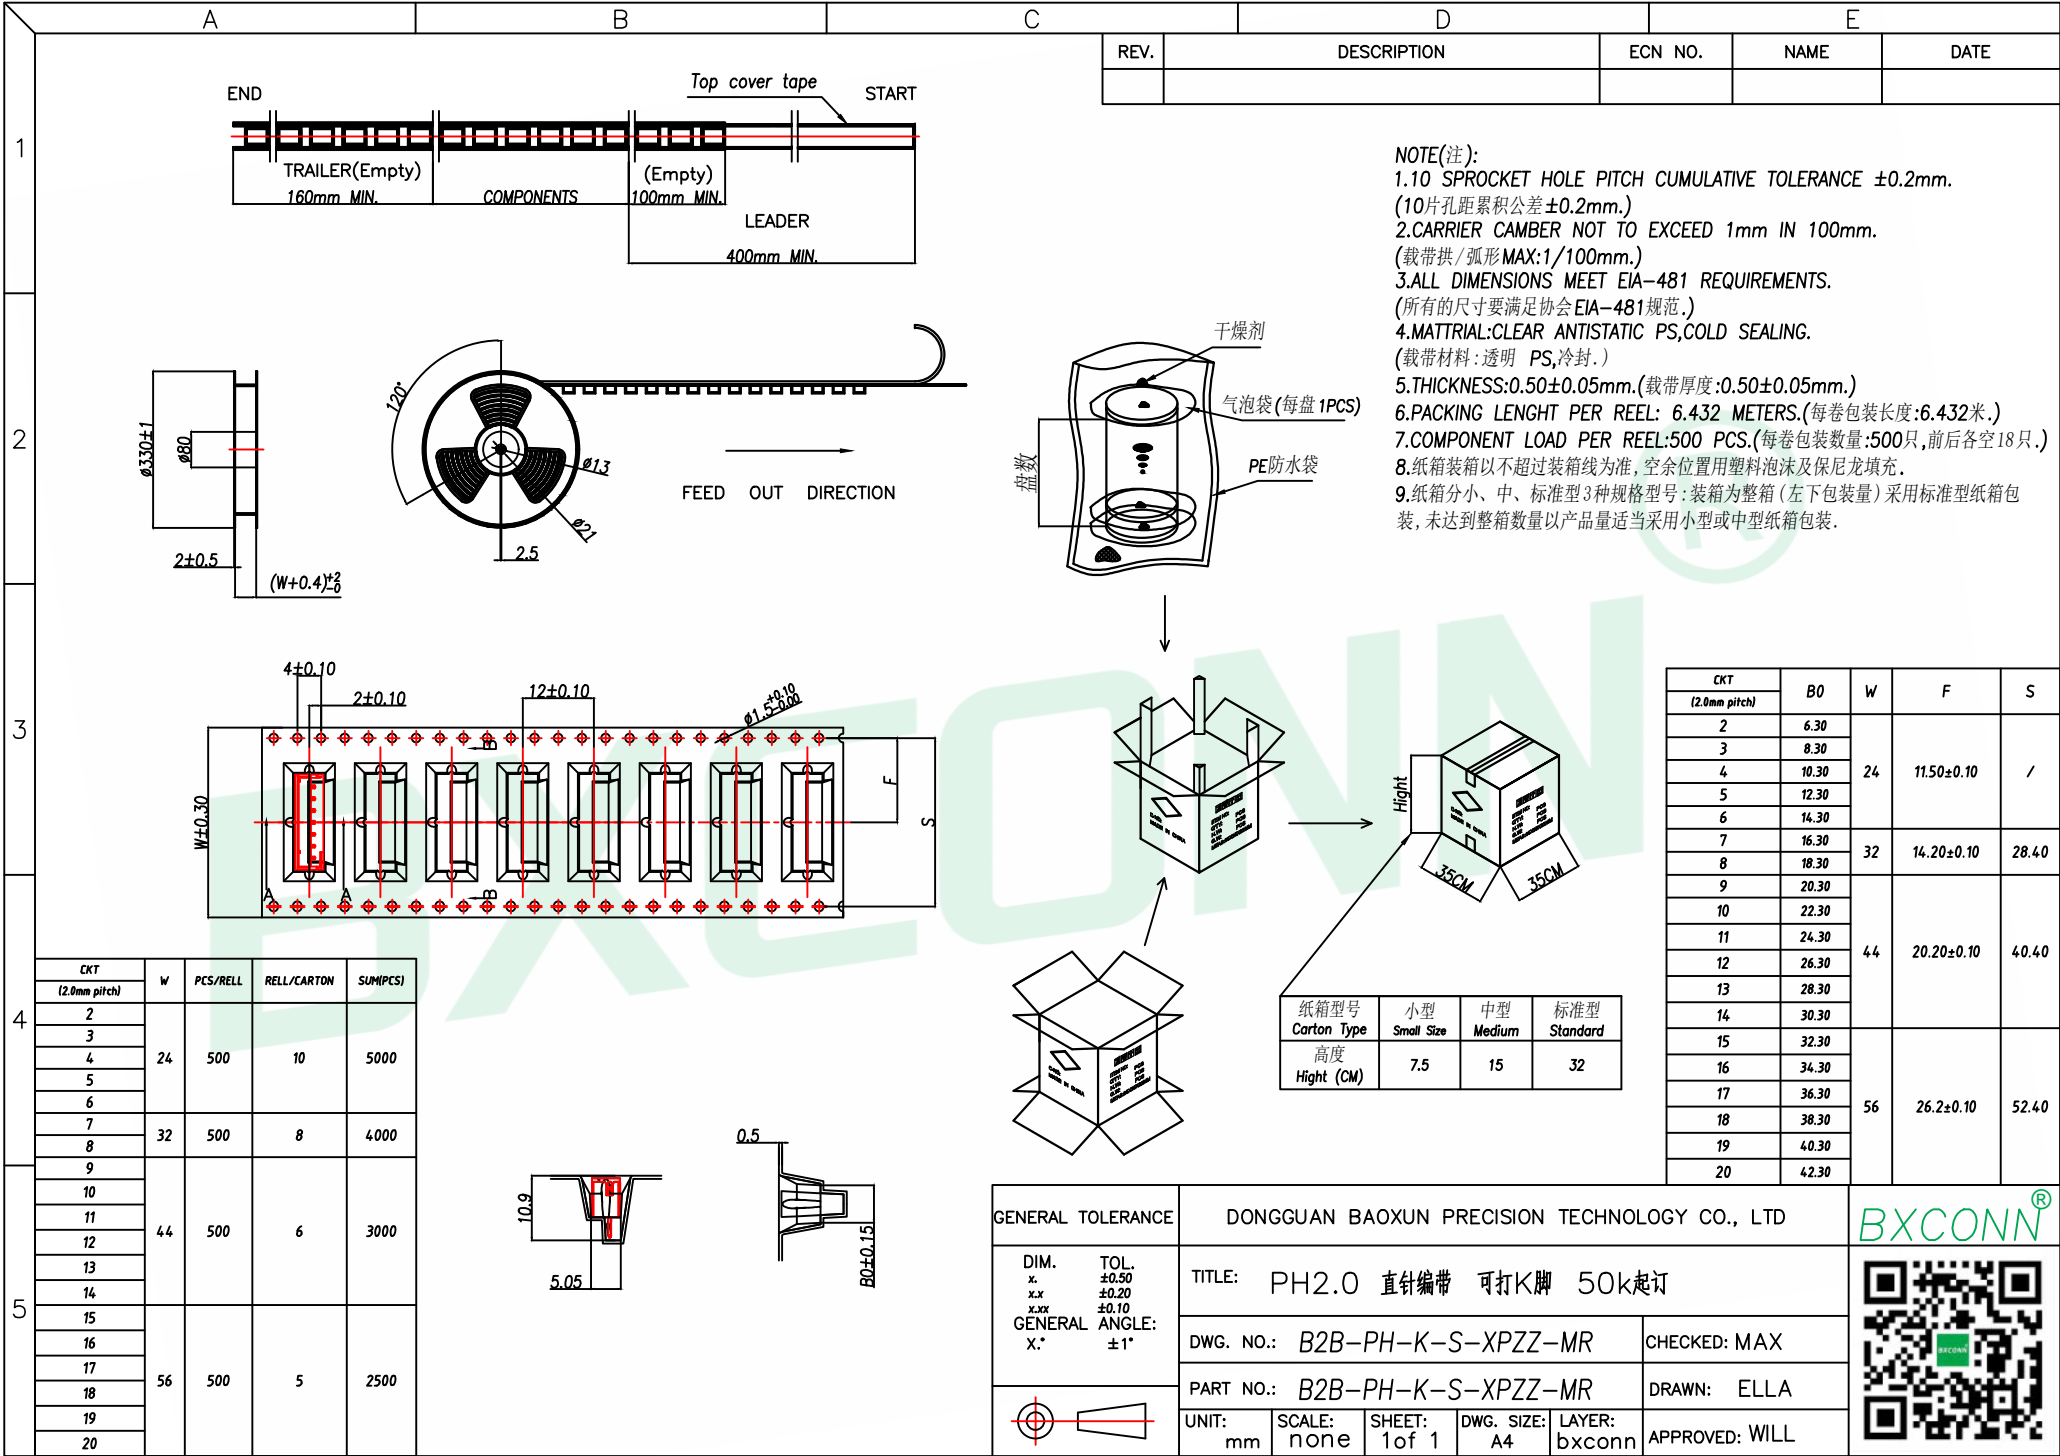 A B C D E
REV. DESCRIPTION ECN NO. NAME DATE
1
2
3
4
5
END
Top cover tape
START
TRAILER(Empty)
160mm MIN.
COMPONENTS
(Empty)
100mm MIN.
LEADER
400mm MIN.
NOTE(注):
1.10 SPROCKET HOLE PITCH CUMULATIVE TOLERANCE ±0.2mm.
(10片孔距累积公差±0.2mm.)
2.CARRIER CAMBER NOT TO EXCEED 1mm IN 100mm.
(载带拱/弧形MAX:1/100mm.)
3.ALL DIMENSIONS MEET EIA-481 REQUIREMENTS.
(所有的尺寸要满足协会EIA-481规范.)
4.MATTRIAL:CLEAR ANTISTATIC PS,COLD SEALING.
(载带材料:透明 PS,冷封.)
5.THICKNESS:0.50±0.05mm.(载带厚度:0.50±0.05mm.)
6.PACKING LENGHT PER REEL: 6.432 METERS.(每卷包装长度:6.432米.)
7.COMPONENT LOAD PER REEL:500 PCS.(每卷包装数量:500只,前后各空18只.)
8.纸箱装箱以不超过装箱线为准,空余位置用塑料泡沫及保尼龙填充.
9.纸箱分小、中、标准型3种规格型号:装箱为整箱(左下包装量)采用标准型纸箱包
装,未达到整箱数量以产品量适当采用小型或中型纸箱包装.
ø330±1
ø80
2±0.5
(W+0.4)+2 -0
120°
ø13
ø21
2.5
FEED OUT DIRECTION
干燥剂
气泡袋(每盘1PCS)
PE防水袋
盘数
4±0.10
2±0.10
12±0.10
ø1.5+0.10 -0.00
W±0.30
F
S
A A
B
B
Hight
35CM
35CM
MADE IN CHINA
纸箱型号 小型 中型 标准型
Carton Type Small Size Medium Standard
高度
Hight (CM) 7.5 15 32
CKT B0 W F S
(2.0mm pitch)
2 6.30
3 8.30
4 10.30 24 11.50±0.10 /
5 12.30
6 14.30
7 16.30 32 14.20±0.10 28.40
8 18.30
9 20.30
10 22.30
11 24.30
12 26.30 44 20.20±0.10 40.40
13 28.30
14 30.30
15 32.30
16 34.30
17 36.30
18 38.30 56 26.2±0.10 52.40
19 40.30
20 42.30
CKT W PCS/RELL RELL/CARTON SUM(PCS)
(2.0mm pitch)
2
3
4 24 500 10 5000
5
6
7 32 500 8 4000
8
9
10
11
12 44 500 6 3000
13
14
15
16
17
18 56 500 5 2500
19
20
10.9
5.05
0.5
B0±0.15
GENERAL TOLERANCE
DIM. TOL.
x. ±0.50
x.x ±0.20
x.xx ±0.10
GENERAL ANGLE:
X.° ±1°
DONGGUAN BAOXUN PRECISION TECHNOLOGY CO., LTD
TITLE: PH2.0 直针编带 可打K脚 50k起订
DWG. NO.: B2B-PH-K-S-XPZZ-MR CHECKED: MAX
PART NO.: B2B-PH-K-S-XPZZ-MR DRAWN: ELLA
UNIT: mm SCALE: none SHEET: 1of 1 DWG. SIZE: A4 LAYER: bxconn APPROVED: WILL
BXCONN®
BXCONN
BXCONN®